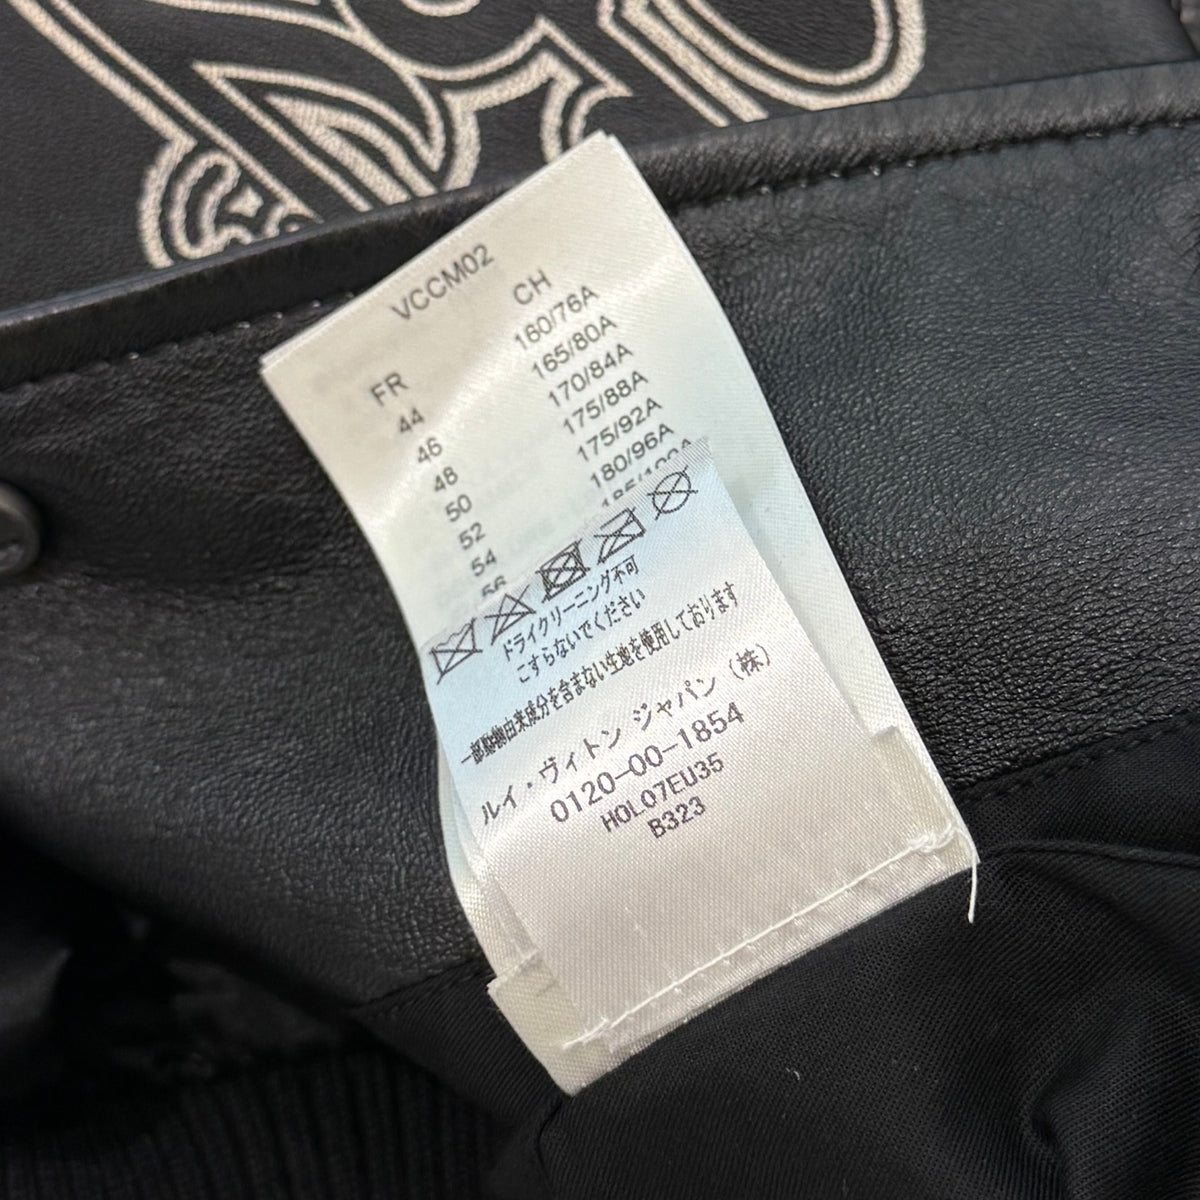 VCCM02
FR CH
44 160/76A
46 165/80A
48 170/84A
50 175/88A
52 175/92A
54 180/96A
56
ドライクリーニング不可
こすらないでください
一部動物由来成分を含まない生地を使用しております
ルイ・ヴィトン ジャパン(株)
0120-00-1854
HOL07EU35
B323